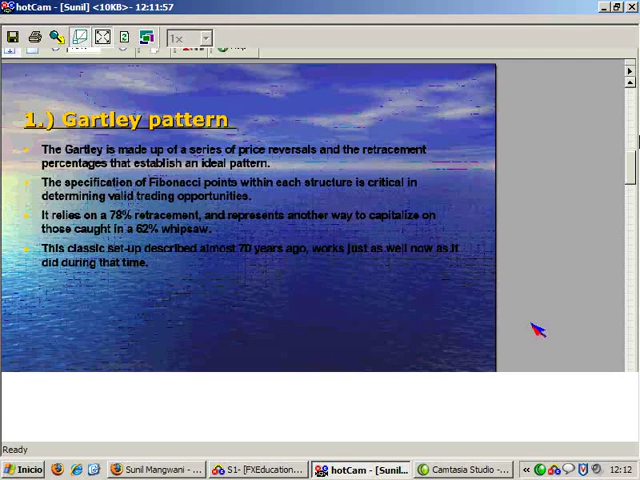 hotCam - [Sunil] <10KB>- 12:11:57
1x
1.) Gartley pattern
The Gartley is made up of a series of price reversals and the retracement
percentages that establish an ideal pattern.
The specification of Fibonacci points within each structure is critical in
determining valid trading opportunities.
It relies on a 78% retracement, and represents another way to capitalize on
those caught in a 62% whipsaw.
This classic set-up described almost 70 years ago, works just as well now as it
did during that time.
Ready
Inicio
Sunil Mangwani - ...
S1- [FXEducation...
hotCam - [Sunil...
Camtasia Studio - ...
12:12